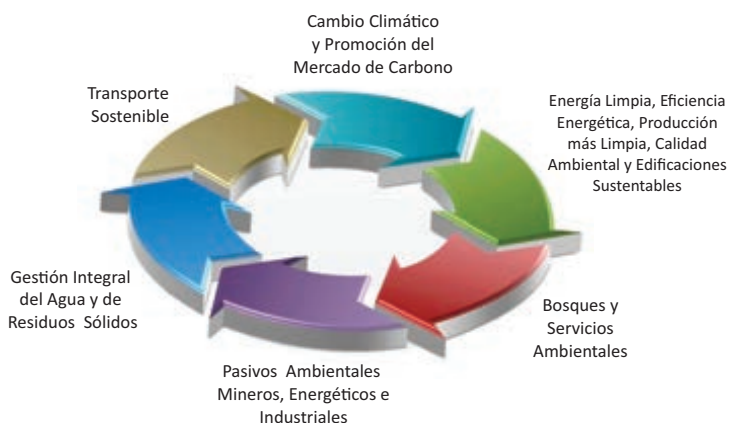 Cambio Climático
y Promoción del
Mercado de Carbono
Energía Limpia, Eficiencia
Energética, Producción
más Limpia, Calidad
Ambiental y Edificaciones
Sustentables
Bosques y
Servicios
Ambientales
Pasivos Ambientales
Mineros, Energéticos e
Industriales
Gestión Integral
del Agua y de
Residuos Sólidos
Transporte
Sostenible